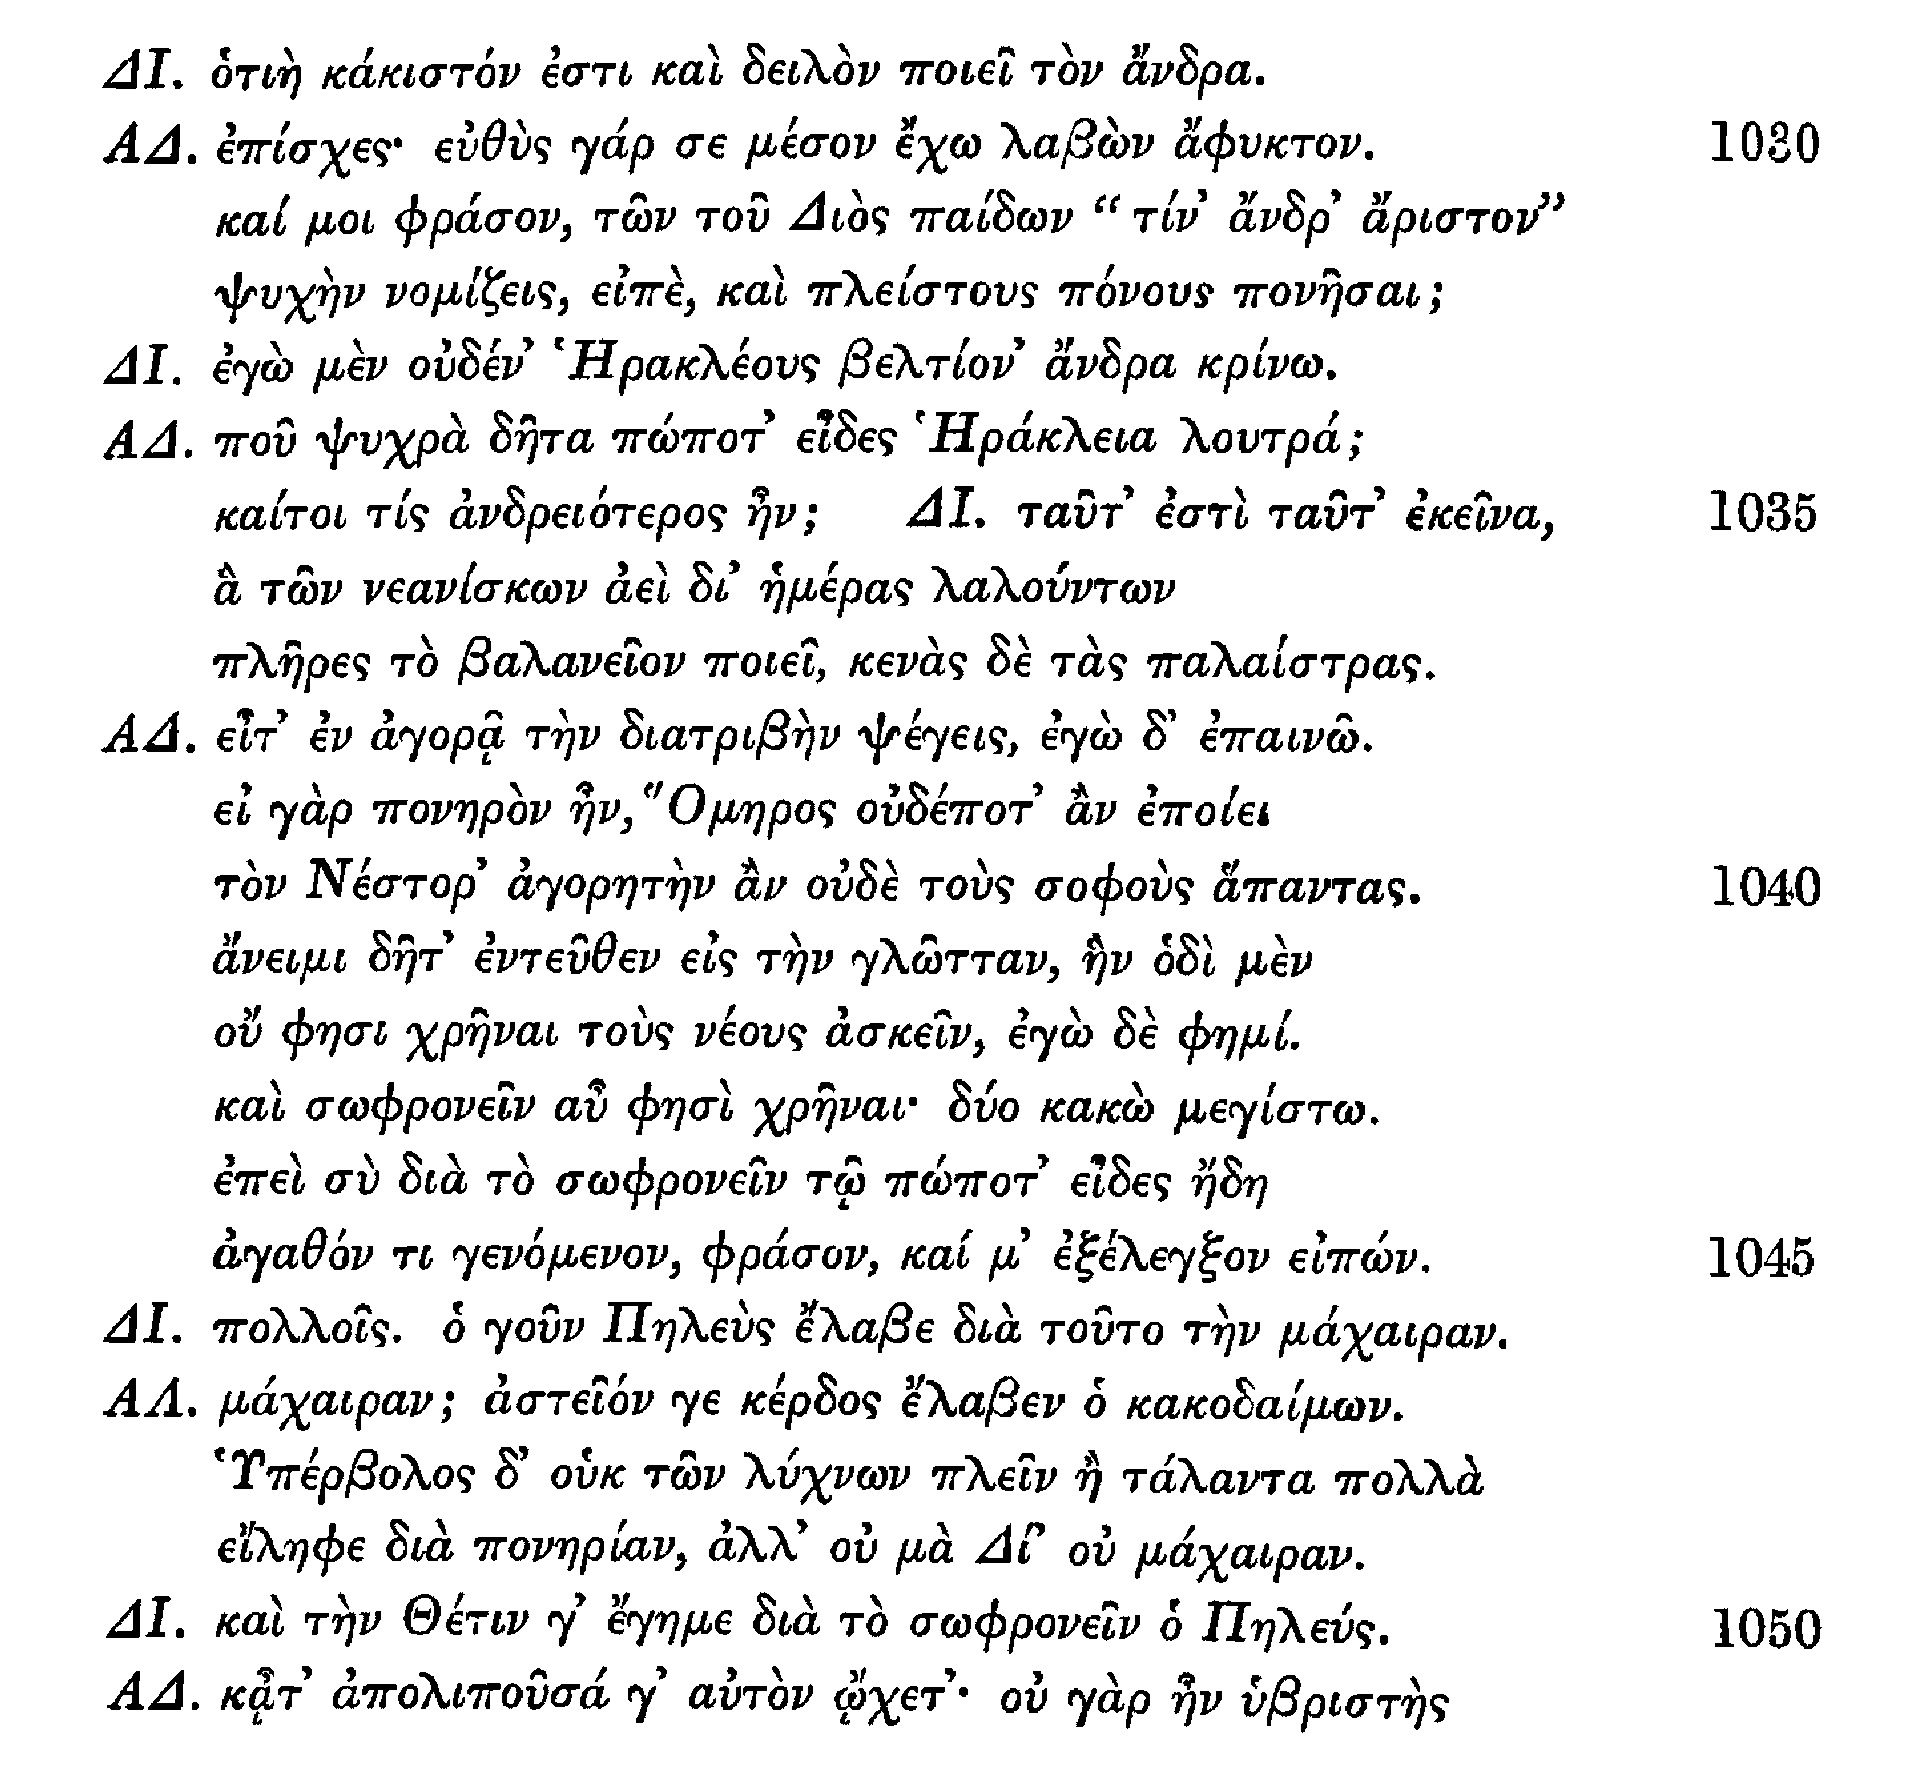 ΔΙ. ὁτιὴ κάκιστόν ἐστι καὶ δειλὸν ποιεῖ τὸν ἄνδρα.
ΑΔ. ἐπίσχες· εὐθὺς γάρ σε μέσον ἔχω λαβὼν ἄφυκτον. 1030
καί μοι φράσον, τῶν τοῦ Διὸς παίδων “ τίν’ ἄνδρ’ ἄριστον”
ψυχὴν νομίζεις, εἰπὲ, καὶ πλείστους πόνους πονῆσαι;
ΔΙ. ἐγὼ μὲν οὐδέν’ Ἡρακλέους βελτίον’ ἄνδρα κρίνω.
ΑΔ. ποῦ ψυχρὰ δῆτα πώποτ’ εἶδες Ἡράκλεια λουτρά;
καίτοι τίς ἀνδρειότερος ἦν; ΔΙ. ταῦτ’ ἐστὶ ταῦτ’ ἐκεῖνα, 1035
ἃ τῶν νεανίσκων ἀεὶ δι’ ἡμέρας λαλούντων
πλῆρες τὸ βαλανεῖον ποιεῖ, κενὰς δὲ τὰς παλαίστρας.
ΑΔ. εἶτ’ ἐν ἀγορᾷ τὴν διατριβὴν ψέγεις, ἐγὼ δ’ ἐπαινῶ.
εἰ γὰρ πονηρὸν ἦν, Ὅμηρος οὐδέποτ’ ἂν ἐποίει
τὸν Νέστορ’ ἀγορητὴν ἂν οὐδὲ τοὺς σοφοὺς ἅπαντας. 1040
ἄνειμι δῆτ’ ἐντεῦθεν εἰς τὴν γλῶτταν, ἣν ὁδὶ μὲν
οὔ φησι χρῆναι τοὺς νέους ἀσκεῖν, ἐγὼ δὲ φημί.
καὶ σωφρονεῖν αὖ φησὶ χρῆναι· δύο κακὼ μεγίστω.
ἐπεὶ σὺ διὰ τὸ σωφρονεῖν τῷ πώποτ’ εἶδες ἤδη
ἀγαθόν τι γενόμενον, φράσον, καί μ’ ἐξέλεγξον εἰπών. 1045
ΔΙ. πολλοῖς. ὁ γοῦν Πηλεὺς ἔλαβε διὰ τοῦτο τὴν μάχαιραν.
ΑΔ. μάχαιραν; ἀστεῖόν γε κέρδος ἔλαβεν ὁ κακοδαίμων.
Ὑπέρβολος δ’ οὑκ τῶν λύχνων πλεῖν ἢ τάλαντα πολλὰ
εἴληφε διὰ πονηρίαν, ἀλλ’ οὐ μὰ Δί’ οὐ μάχαιραν.
ΔΙ. καὶ τὴν Θέτιν γ’ ἔγημε διὰ τὸ σωφρονεῖν ὁ Πηλεύς. 1050
ΑΔ. κᾆτ’ ἀπολιποῦσά γ’ αὐτὸν ᾤχετ’· οὐ γὰρ ἦν ὑβριστὴς